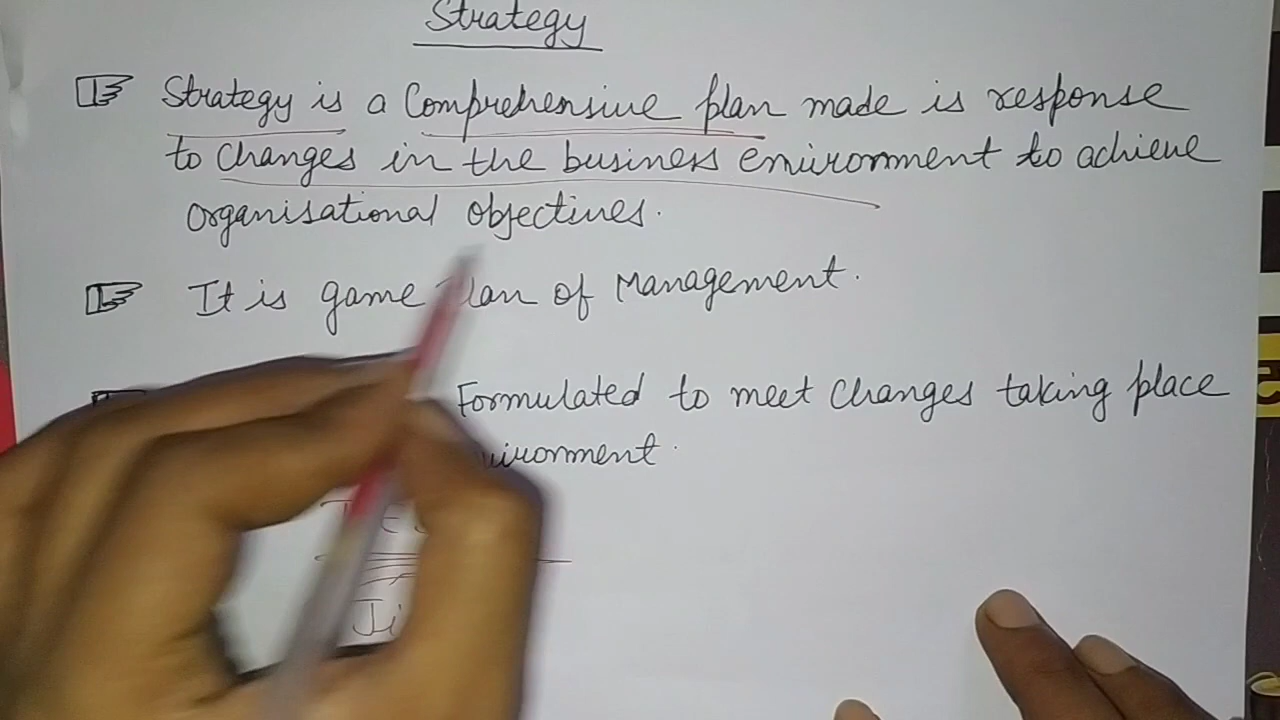 Strategy
Strategy is a Comprehensive plan made is response
to changes in the business environment to achieve
organisational objectives.
It is game Plan of Management.
Formulated to meet changes taking place